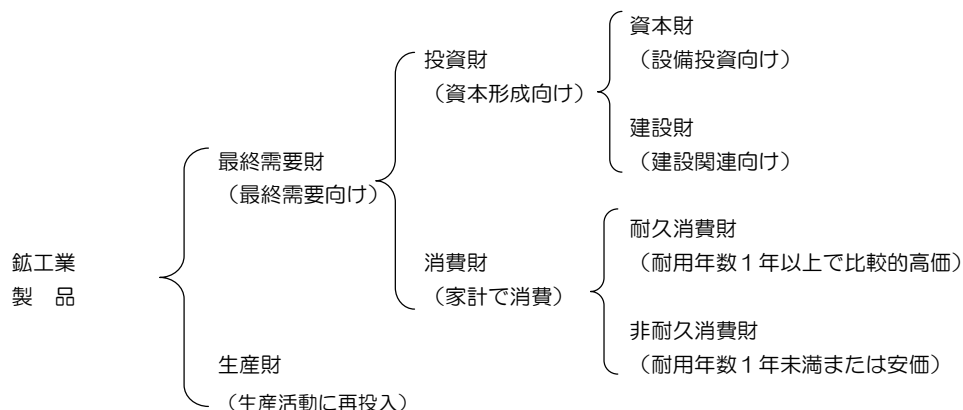 鉱工業
製　品
最終需要財
（最終需要向け）
投資財
（資本形成向け）
資本財
（設備投資向け）
建設財
（建設関連向け）
消費財
（家計で消費）
耐久消費財
（耐用年数１年以上で比較的高価）
非耐久消費財
（耐用年数１年未満または安価）
生産財
（生産活動に再投入）